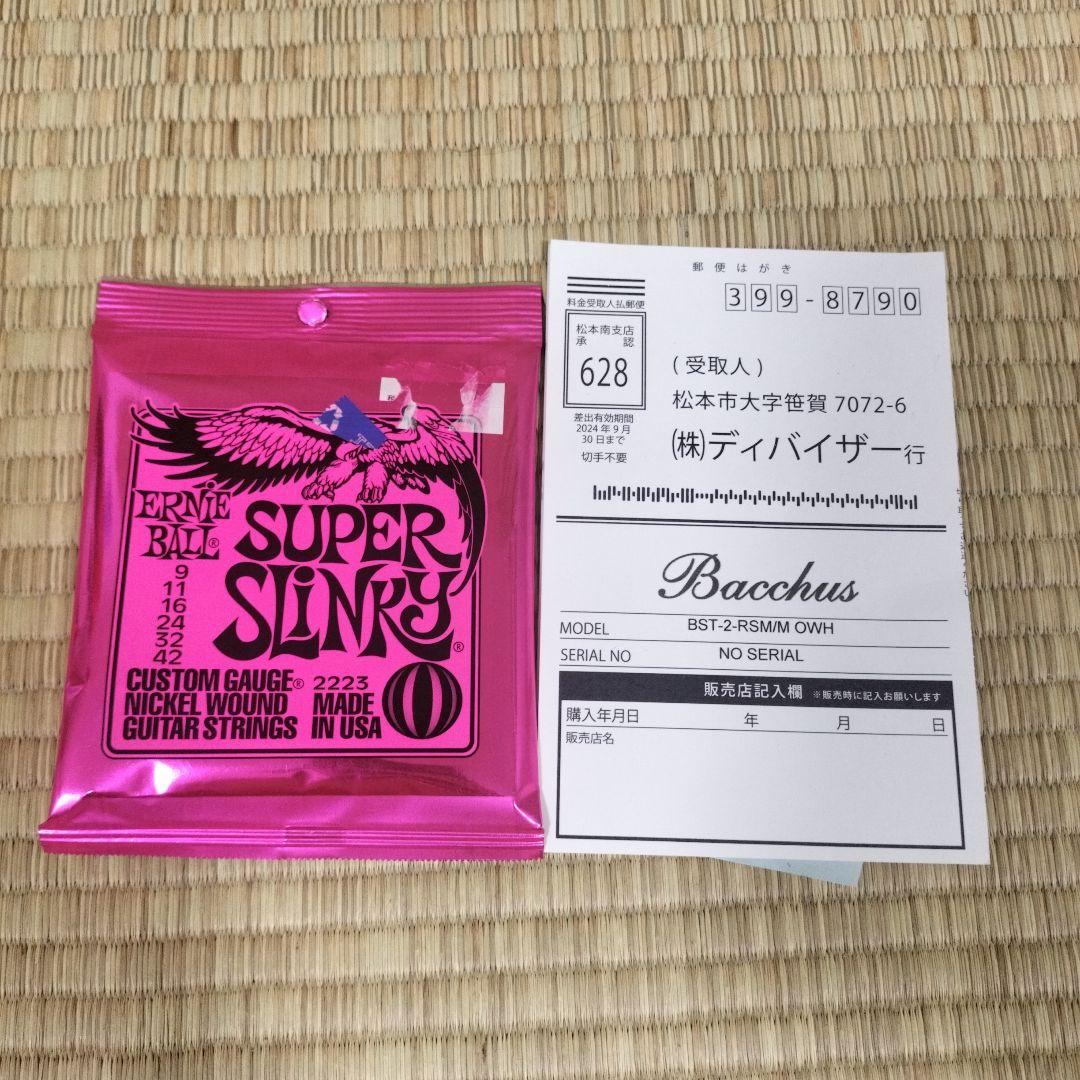 ERNIE
BALL®
SUPER
SLINKY®
9
11
16
24
32
42
CUSTOM GAUGE®
NICKEL WOUND
GUITAR STRINGS
2223
MADE
IN USA
郵便はがき
399-8790
料金受取人払郵便
松本南支店
承認
628
差出有効期間
2024年9月
30日まで
切手不要
(受取人)
松本市大字笹賀7072-6
(株)ディバイザー行
Bacchus
MODEL BST-2-RSM/M OWH
SERIAL NO NO SERIAL
販売店記入欄 ※販売時に記入お願いします
購入年月日 年 月 日
販売店名